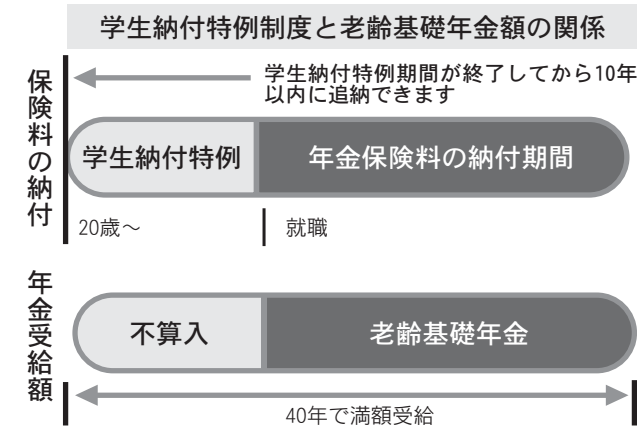 学生納付特例制度と老齢基礎年金額の関係
保険料の納付
学生納付特例期間が終了してから10年
以内に追納できます
学生納付特例
年金保険料の納付期間
20歳～
就職
年金受給額
不算入
老齢基礎年金
40年で満額受給